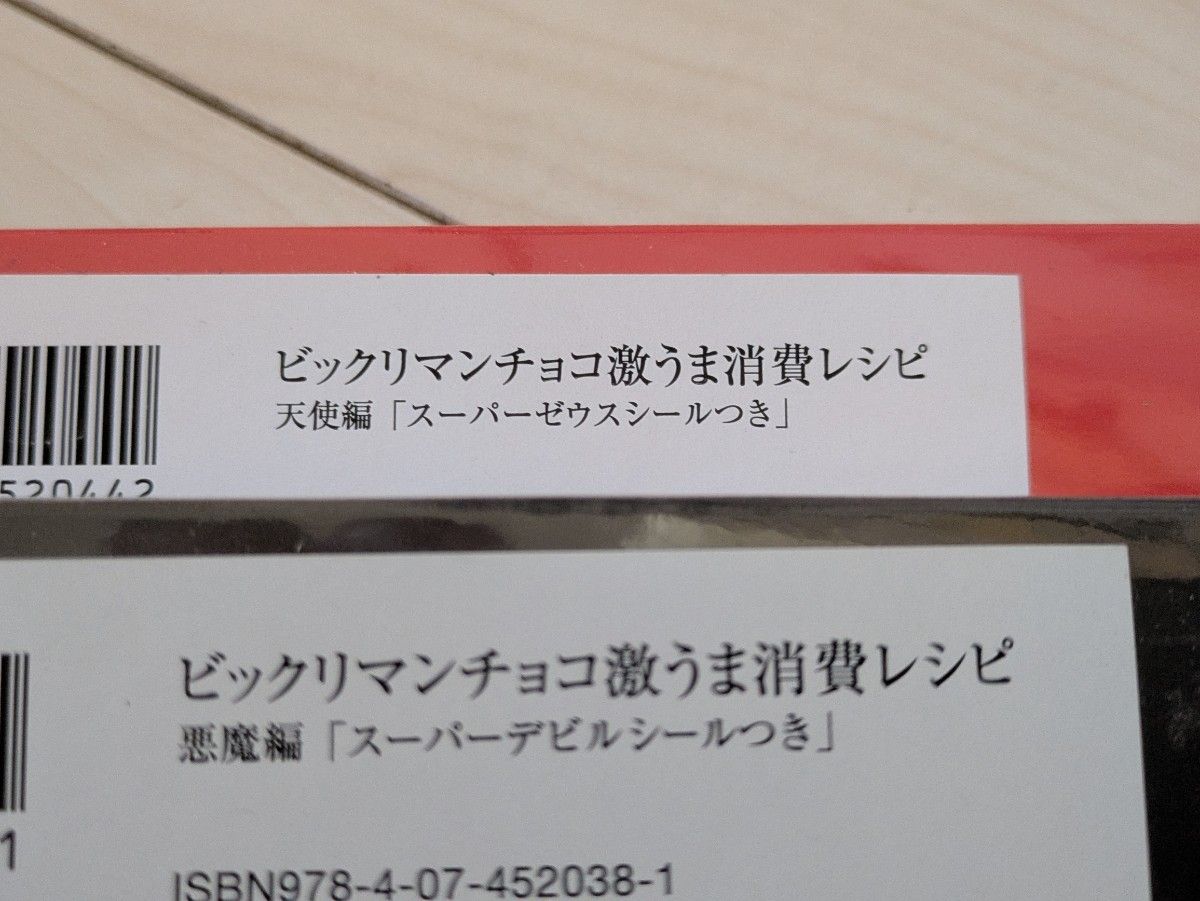 ビックリマンチョコ激うま消費レシピ
天使編「スーパーゼウスシールつき」
520442
ビックリマンチョコ激うま消費レシピ
悪魔編「スーパーデビルシールつき」
1
ISBN978-4-07-452038-1